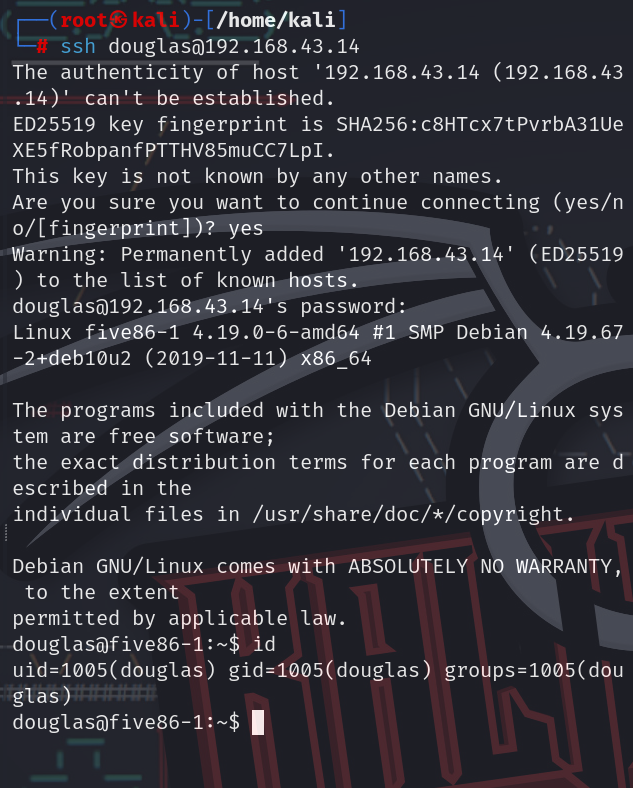 ┌──(root㉿kali)-[/home/kali]
└─# ssh douglas@192.168.43.14
The authenticity of host '192.168.43.14 (192.168.43
.14)' can't be established.
ED25519 key fingerprint is SHA256:c8HTcx7tPvrbA31Ue
XE5fRobpanfPTTHV85muCC7LpI.
This key is not known by any other names.
Are you sure you want to continue connecting (yes/n
o/[fingerprint])? yes
Warning: Permanently added '192.168.43.14' (ED25519
) to the list of known hosts.
douglas@192.168.43.14's password:
Linux five86-1 4.19.0-6-amd64 #1 SMP Debian 4.19.67
-2+deb10u2 (2019-11-11) x86_64
The programs included with the Debian GNU/Linux sys
tem are free software;
the exact distribution terms for each program are d
escribed in the
individual files in /usr/share/doc/*/copyright.
Debian GNU/Linux comes with ABSOLUTELY NO WARRANTY,
 to the extent
permitted by applicable law.
douglas@five86-1:~$ id
uid=1005(douglas) gid=1005(douglas) groups=1005(dou
glas)
douglas@five86-1:~$